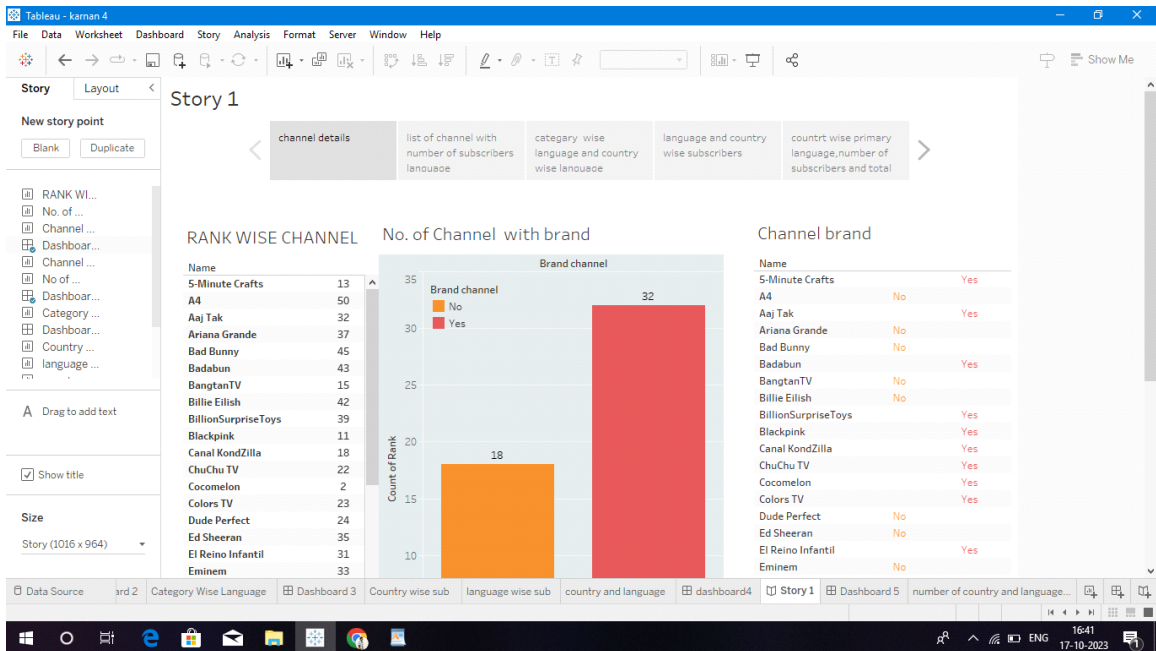 Tableau - karnan 4
File Data Worksheet Dashboard Story Analysis Format Server Window Help
Show Me
Story Layout
New story point
Blank Duplicate
RANK WI...
No. of ...
Channel ...
Dashboar...
Channel ...
No of ...
Dashboar...
Category ...
Dashboar...
Country ...
language ...
A Drag to add text
Show title
Size
Story (1016 x 964)
Story 1
channel details
list of channel with
number of subscribers
language
categary wise
language and country
wise language
language and country
wise subscribers
countrt wise primary
language,number of
subscribers and total
RANK WISE CHANNEL
Name
5-Minute Crafts 13
A4 50
Aaj Tak 32
Ariana Grande 37
Bad Bunny 45
Badabun 43
BangtanTV 15
Billie Eilish 42
BillionSurpriseToys 39
Blackpink 11
Canal KondZilla 18
ChuChu TV 22
Cocomelon 2
Colors TV 23
Dude Perfect 24
Ed Sheeran 35
El Reino Infantil 31
Eminem 33
No. of Channel with brand
Brand channel
Brand channel
No
Yes
35
30
25
20
15
10
Count of Rank
18
32
Channel brand
Name
5-Minute Crafts Yes
A4 No
Aaj Tak Yes
Ariana Grande No
Bad Bunny No
Badabun Yes
BangtanTV No
Billie Eilish No
BillionSurpriseToys Yes
Blackpink Yes
Canal KondZilla Yes
ChuChu TV Yes
Cocomelon Yes
Colors TV Yes
Dude Perfect No
Ed Sheeran No
El Reino Infantil Yes
Eminem No
Data Source ard 2 Category Wise Language Dashboard 3 Country wise sub language wise sub country and language dashboard4 Story 1 Dashboard 5 number of country and language...
ENG
16:41
17-10-2023
1